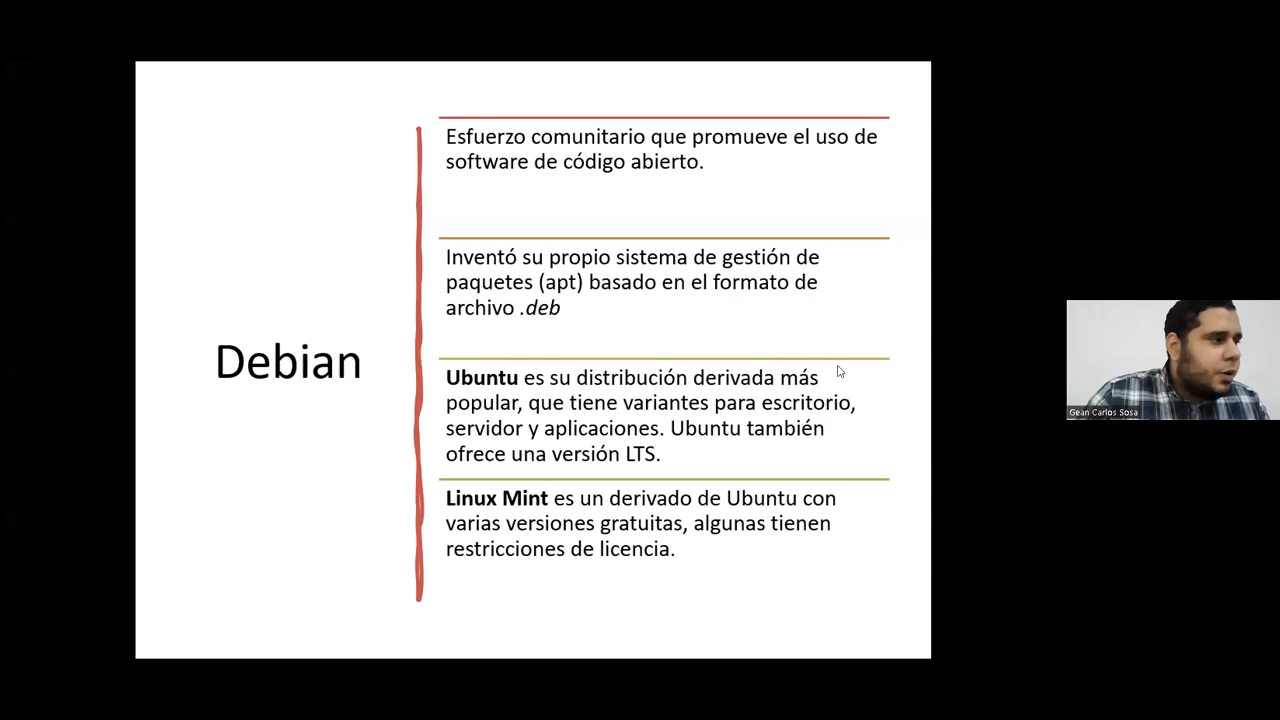 Debian
Esfuerzo comunitario que promueve el uso de
software de código abierto.
Inventó su propio sistema de gestión de
paquetes (apt) basado en el formato de
archivo .deb
Ubuntu es su distribución derivada más
popular, que tiene variantes para escritorio,
servidor y aplicaciones. Ubuntu también
ofrece una versión LTS.
Linux Mint es un derivado de Ubuntu con
varias versiones gratuitas, algunas tienen
restricciones de licencia.
Gean Carlos Sosa